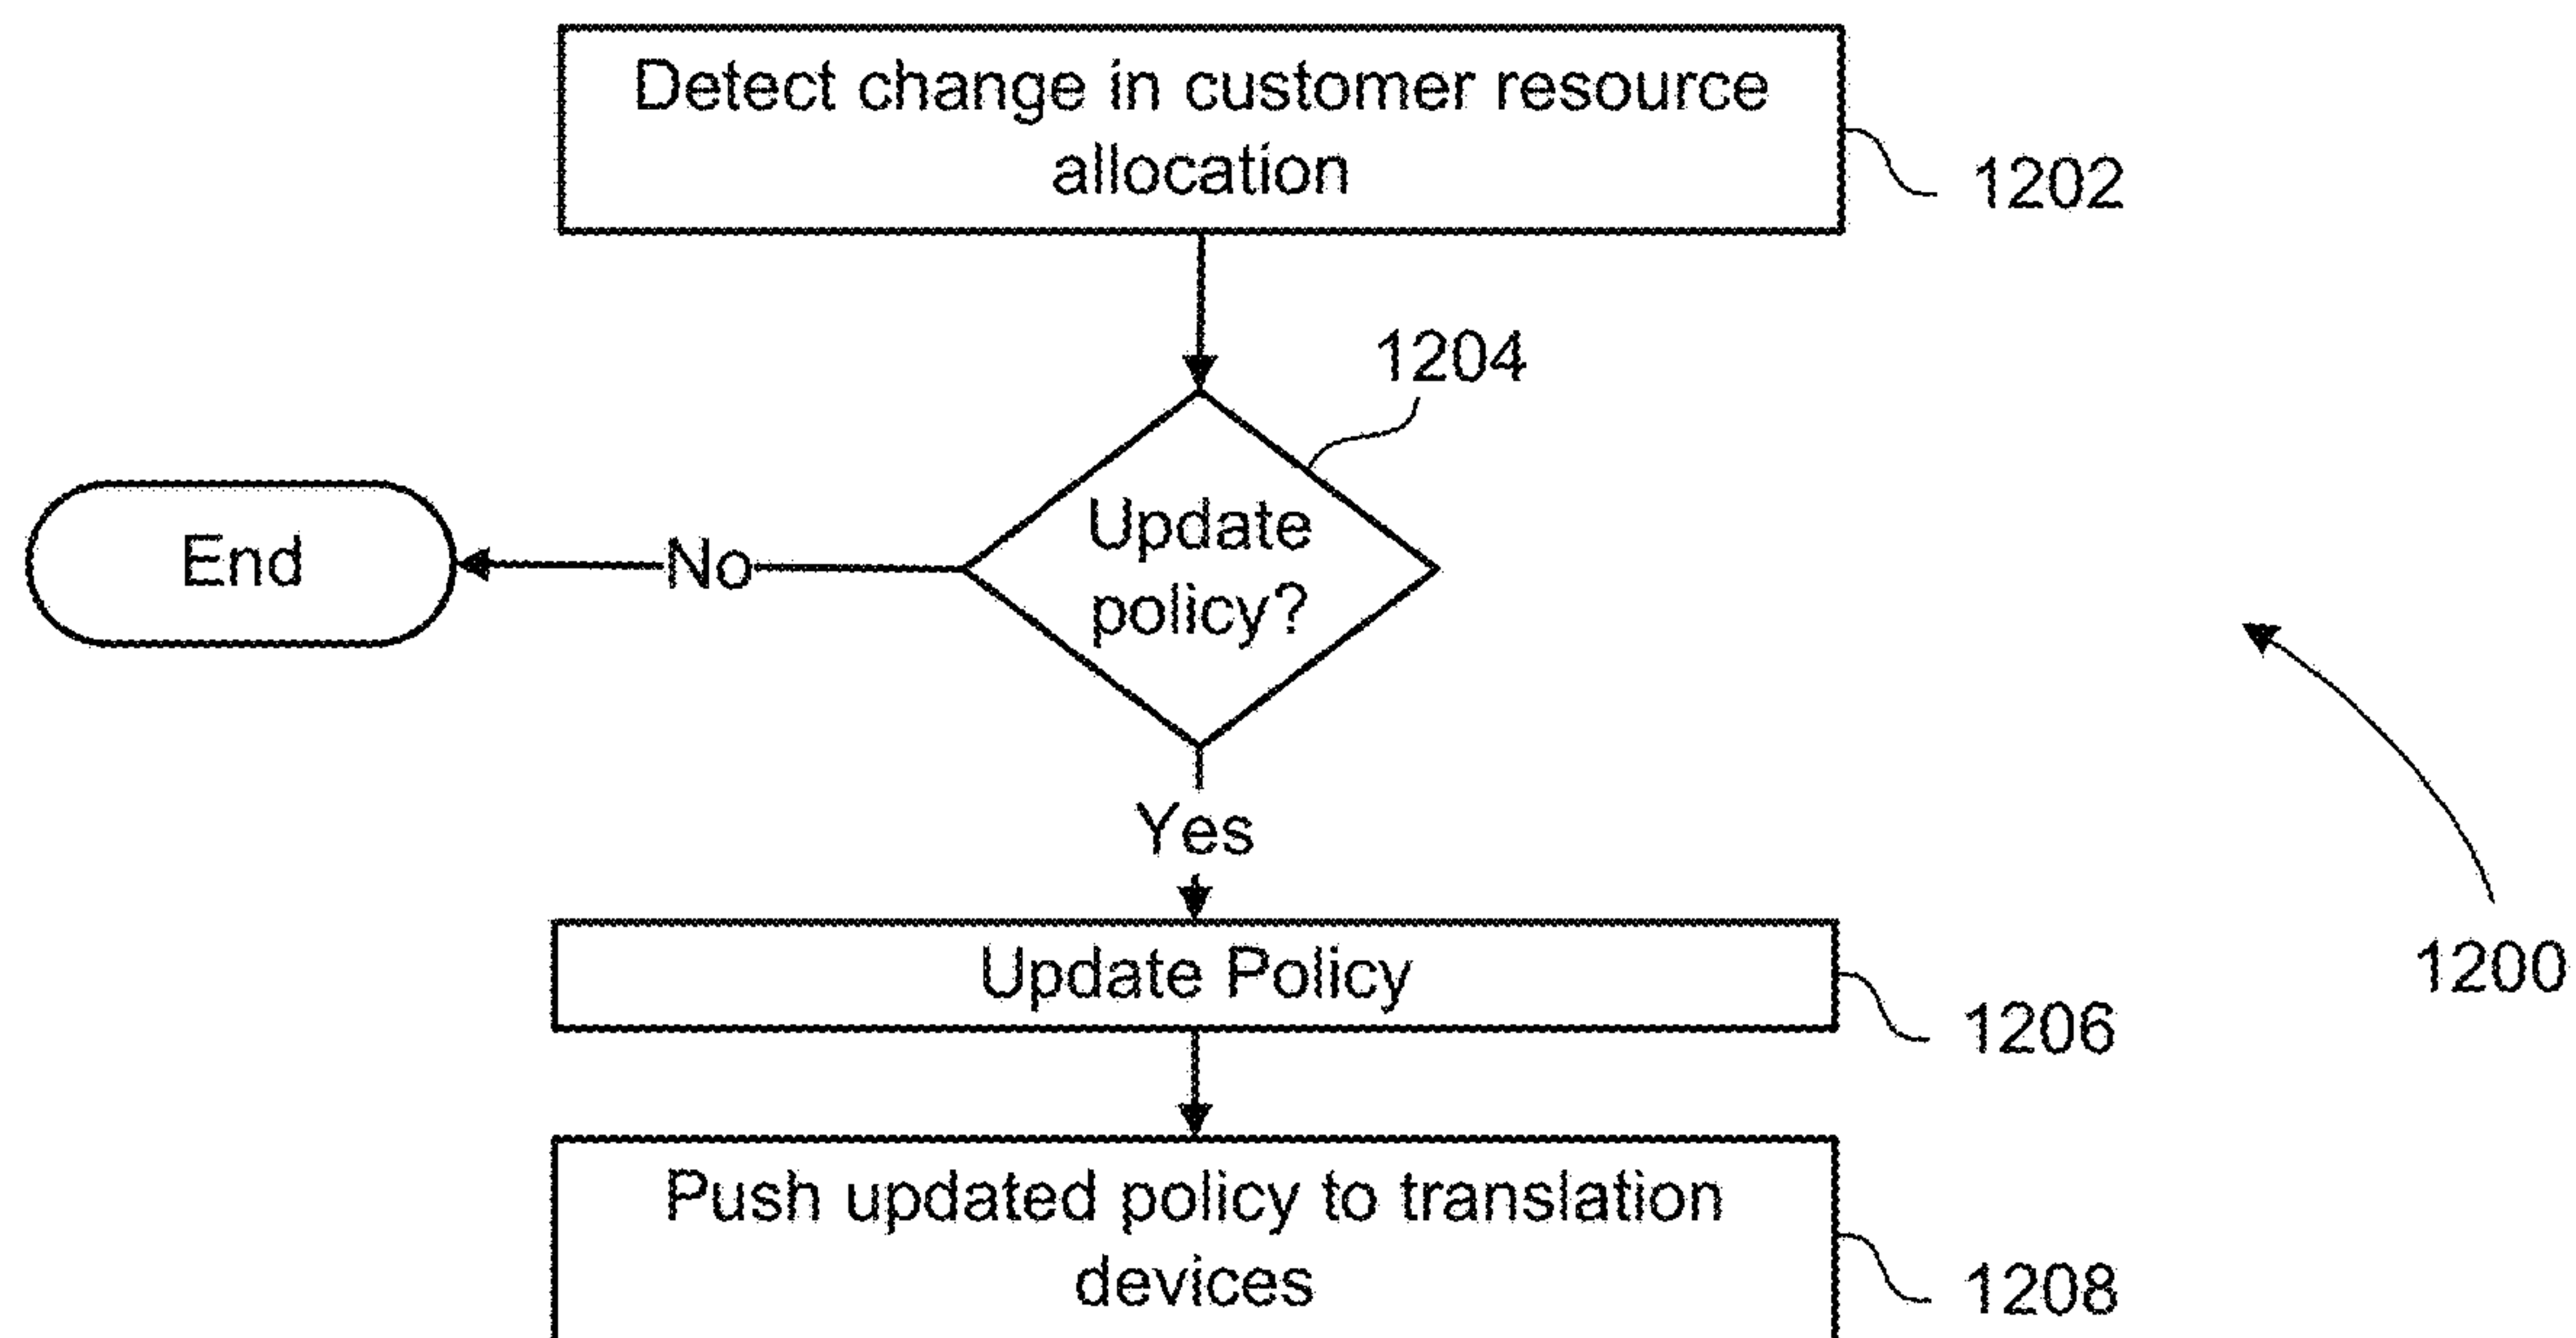 Detect change in customer resource
allocation
1202
1204
Update
policy?
No
End
Yes
Update Policy
1206
1200
Push updated policy to translation
devices
1208